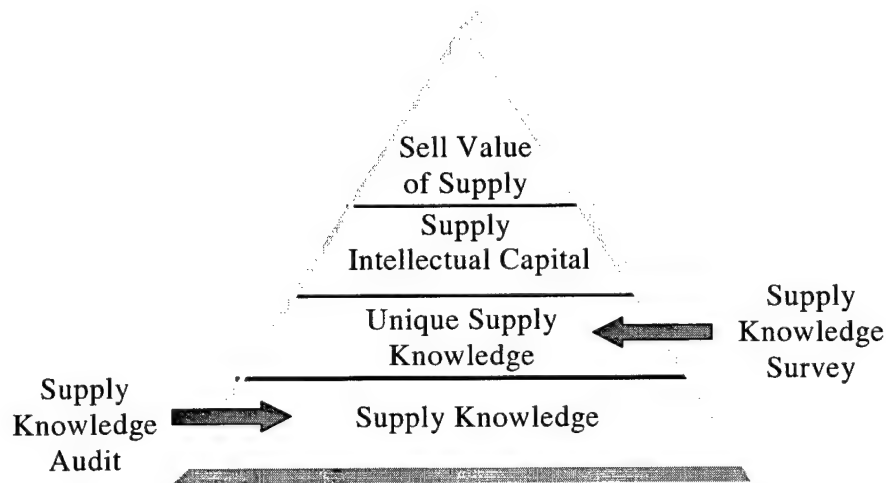 Sell Value
of Supply
Supply
Intellectual Capital
Unique Supply
Knowledge
Supply
Knowledge
Survey
Supply
Knowledge
Audit
Supply Knowledge